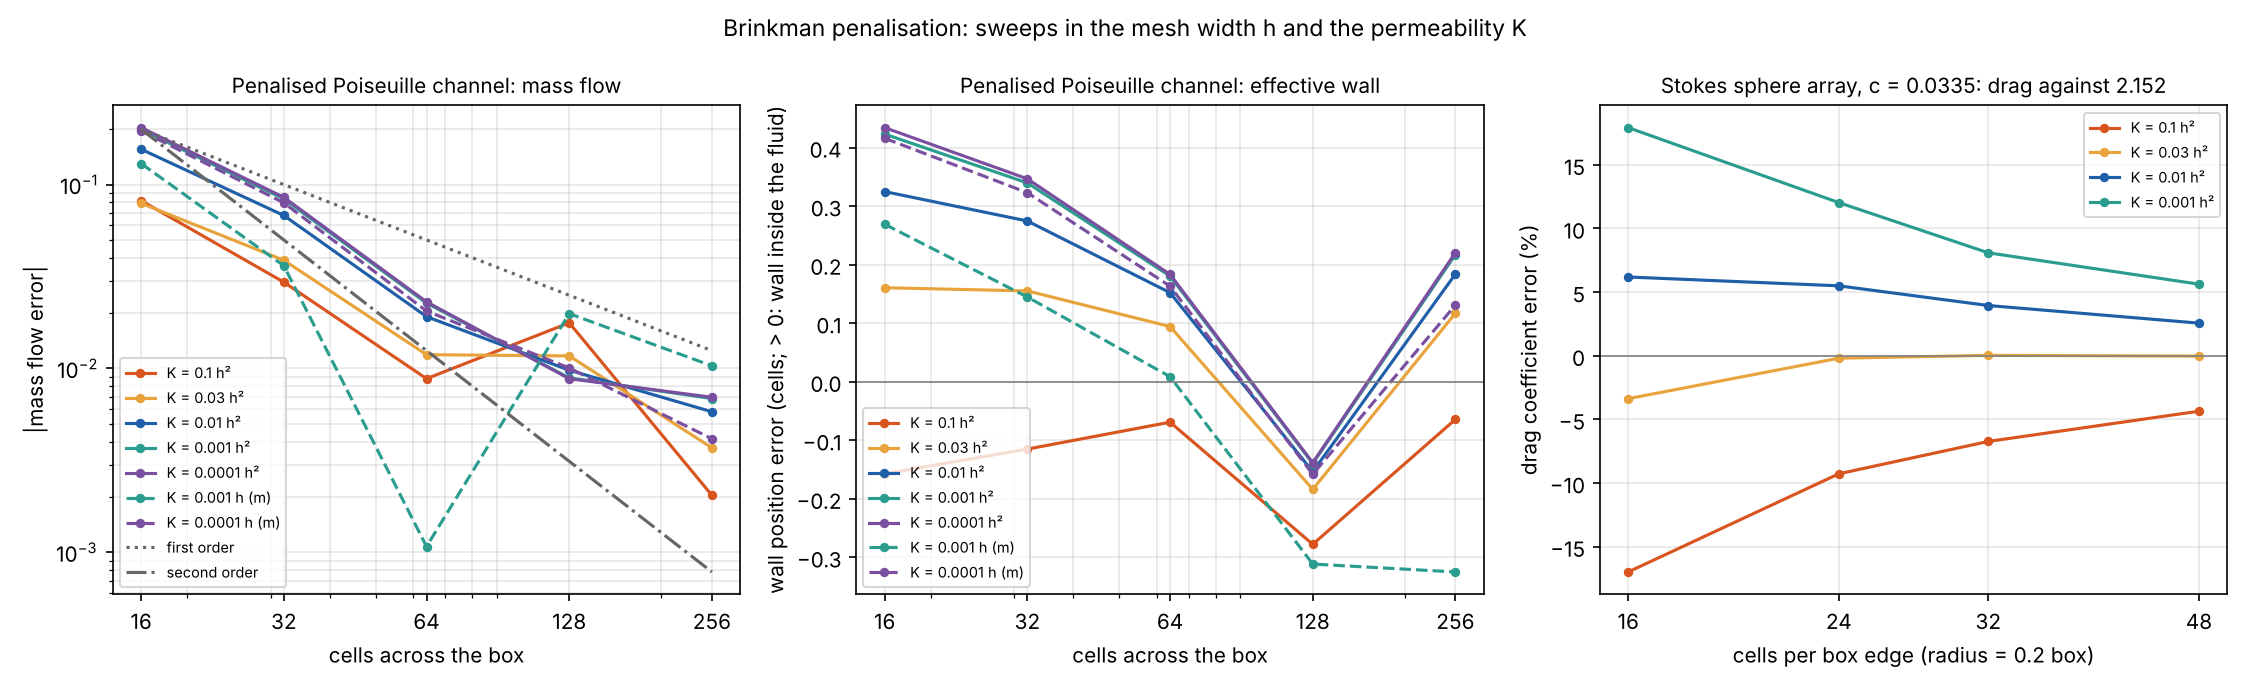 Brinkman penalisation: sweeps in the mesh width h and the permeability K
Penalised Poiseuille channel: mass flow
|mass flow error|
10⁻¹
10⁻²
10⁻³
K = 0.1 h²
K = 0.03 h²
K = 0.01 h²
K = 0.001 h²
K = 0.0001 h²
K = 0.001 h (m)
K = 0.0001 h (m)
first order
second order
16 32 64 128 256
cells across the box
Penalised Poiseuille channel: effective wall
wall position error (cells; > 0: wall inside the fluid)
0.4
0.3
0.2
0.1
0.0
−0.1
−0.2
−0.3
K = 0.1 h²
K = 0.03 h²
K = 0.01 h²
K = 0.001 h²
K = 0.0001 h²
K = 0.001 h (m)
K = 0.0001 h (m)
16 32 64 128 256
cells across the box
Stokes sphere array, c = 0.0335: drag against 2.152
drag coefficient error (%)
15
10
5
0
−5
−10
−15
K = 0.1 h²
K = 0.03 h²
K = 0.01 h²
K = 0.001 h²
16 24 32 48
cells per box edge (radius = 0.2 box)